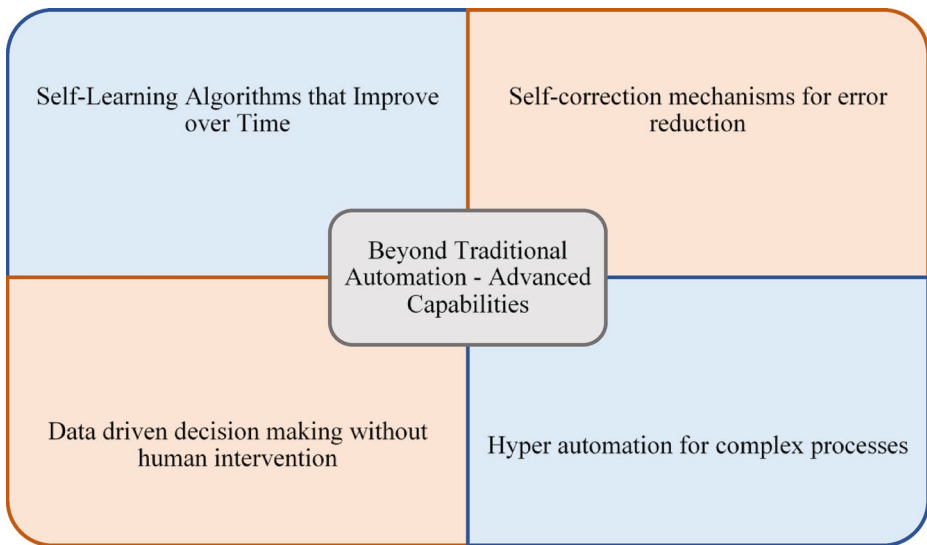 Self-Learning Algorithms that Improve
over Time
Self-correction mechanisms for error
reduction
Beyond Traditional
Automation - Advanced
Capabilities
Data driven decision making without
human intervention
Hyper automation for complex processes